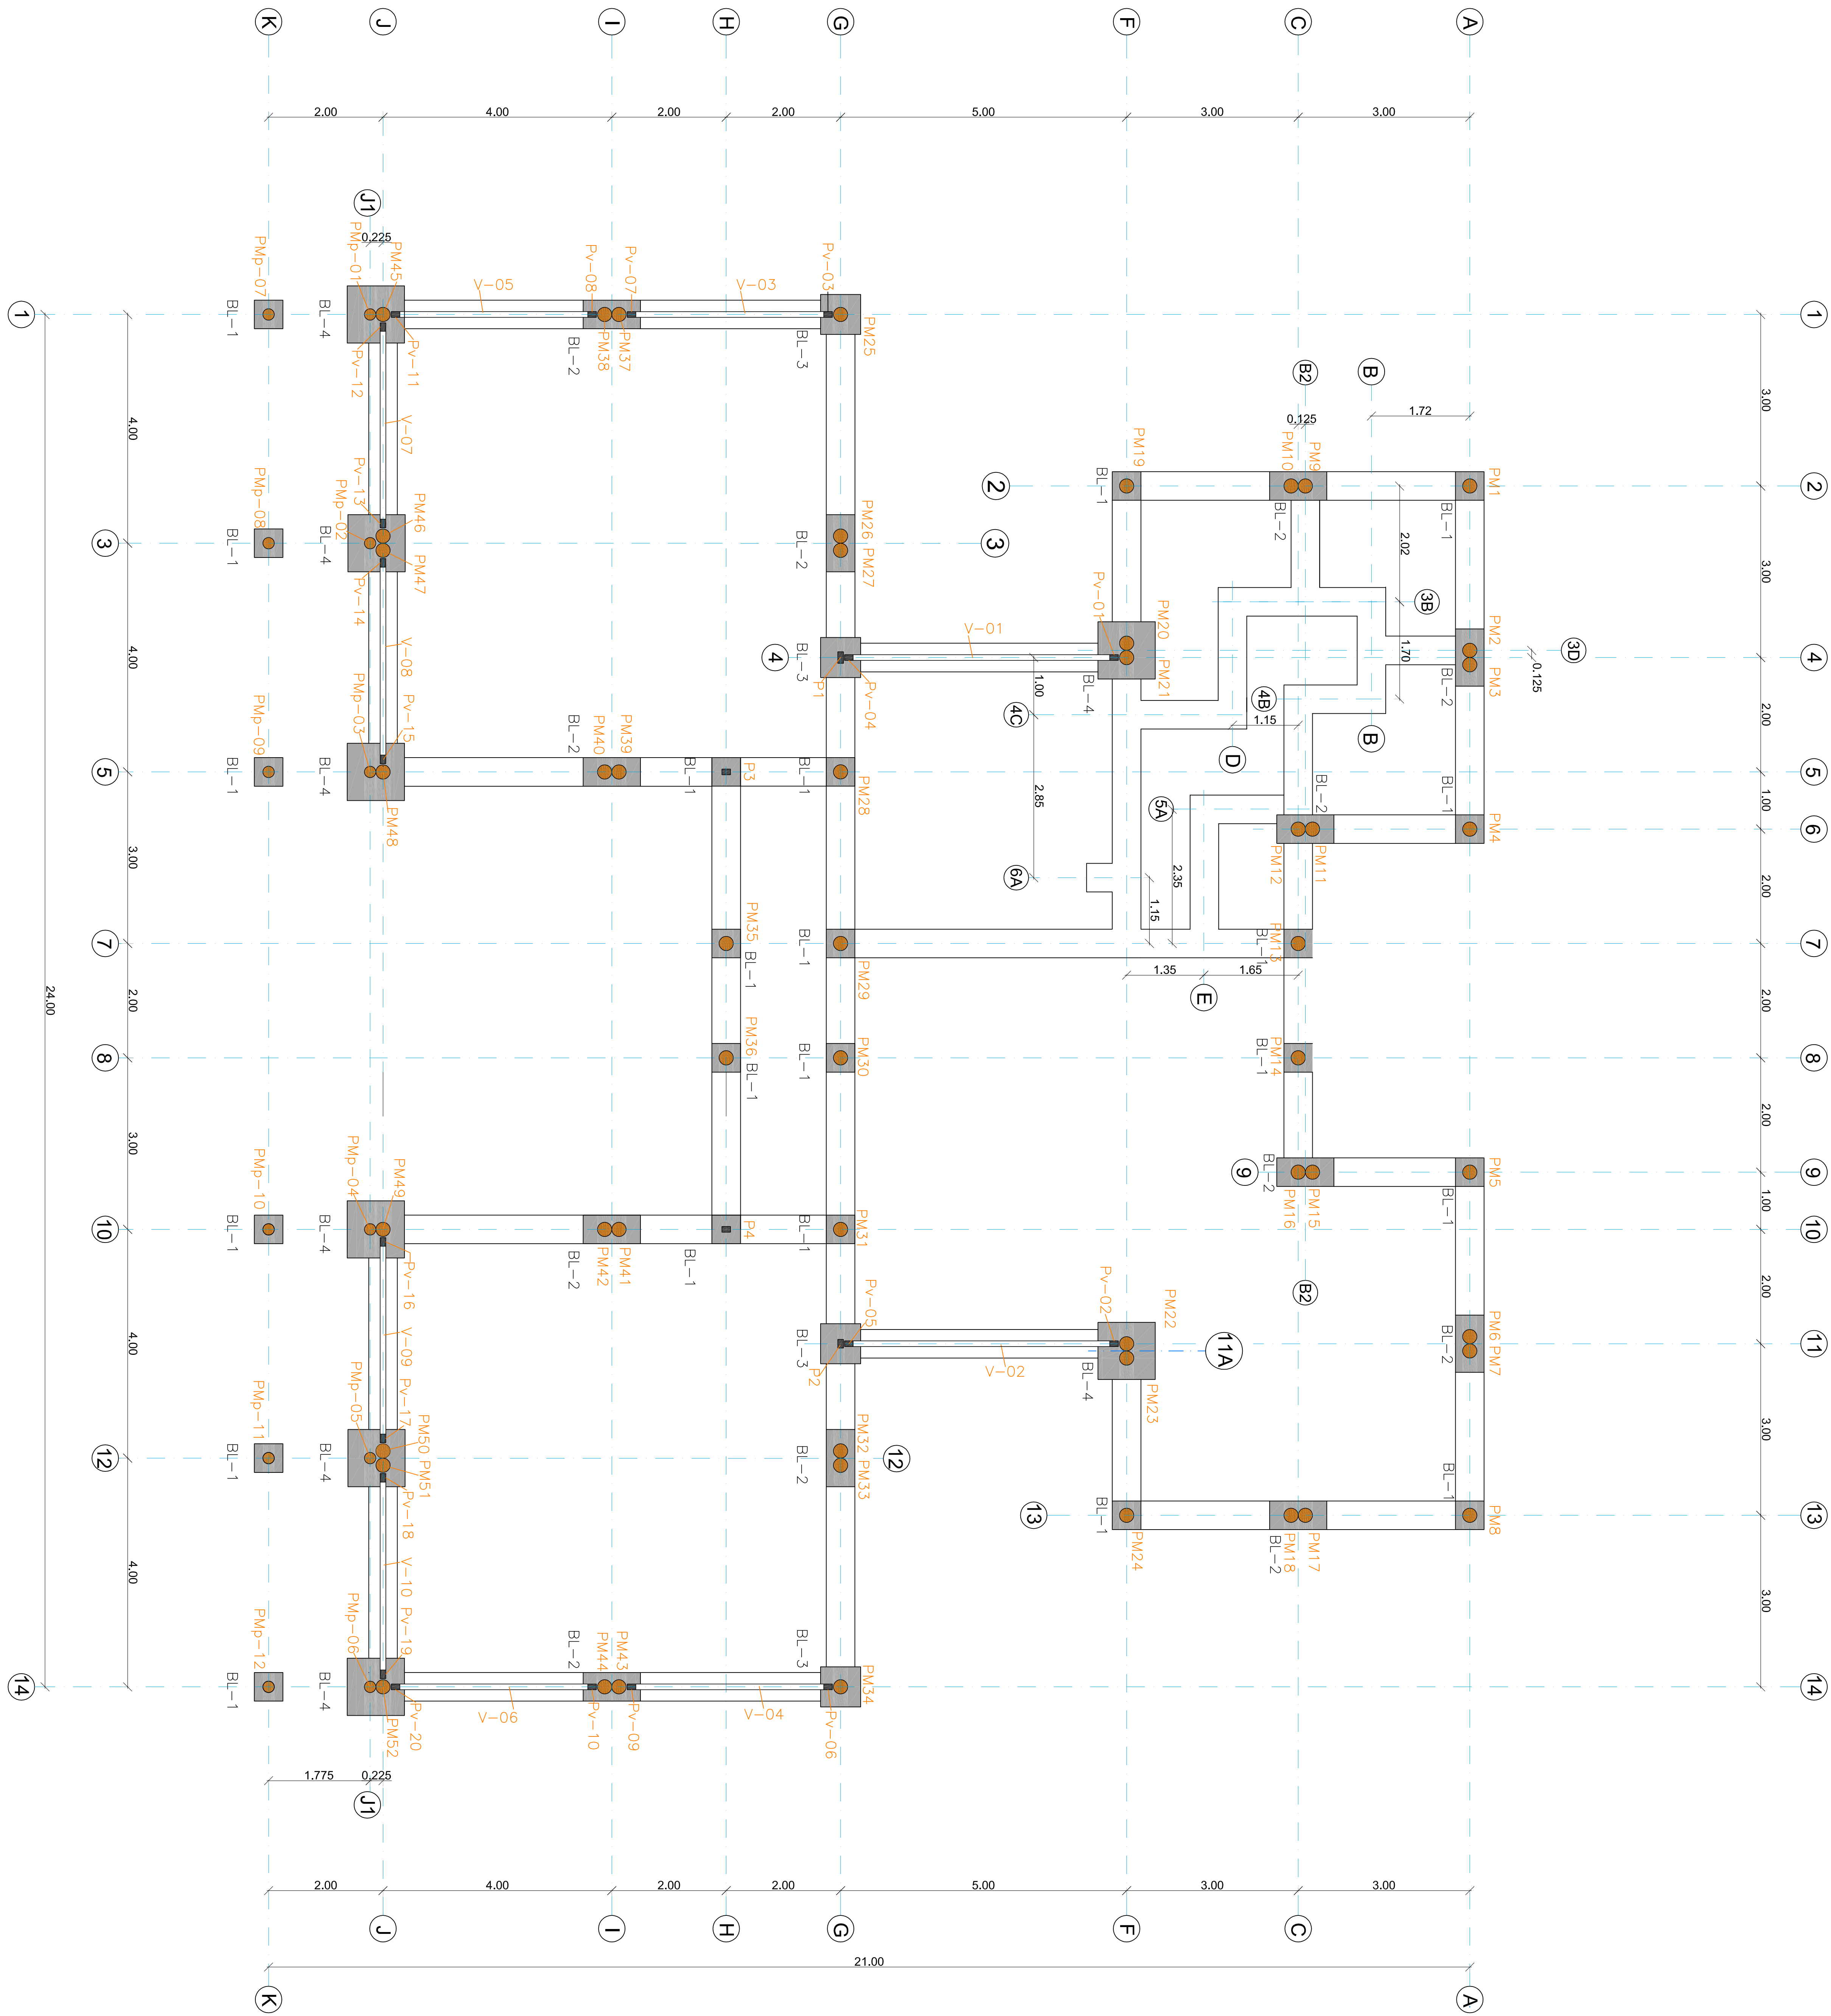 K
J
I
H
G
F
C
A
2.00
4.00
2.00
2.00
5.00
3.00
3.00
J1
0.225
PMp-07
PMp-01
PM45
V-05
Pv-08
Pv-07
V-03
Pv-03
BL-1
BL-4
Pv-11
Pv-12
BL-2
PM38
PM37
BL-3
PM25
1
1
24.00
4.00
4.00
3.00
2.00
3.00
4.00
4.00
3.00
3.00
2.00
1.00
2.00
2.00
2.00
1.00
2.00
3.00
3.00
B2
B
0.125
1.72
PM19
BL-1
PM10
PM9
BL-2
BL-1
PM1
2
2
V-07
PMp-08
Pv-13
PMp-02
PM46
PM47
BL-1
BL-4
Pv-14
PM26
PM27
BL-2
3
3
2.02
3B
1.70
3D
0.125
V-01
Pv-01
PM20
PM21
BL-4
PM2
PM3
BL-2
4
4
BL-3
P1
Pv-04
V-08
1.00
4C
4B
1.15
B
D
PMp-09
PMp-03
Pv-15
BL-1
BL-4
PM48
BL-2
PM40
PM39
BL-1
P3
BL-1
PM28
5
5
2.85
5A
2.35
BL-2
BL-1
PM12
PM11
PM4
6
6A
1.15
PM35
BL-1
BL-1
PM29
PM13
BL-1
7
7
1.35
1.65
E
PM36
BL-1
BL-1
PM30
PM14
BL-1
8
8
PMp-10
PMp-04
PM49
BL-1
BL-4
Pv-16
BL-2
PM42
PM41
BL-1
P4
BL-1
PM31
10
10
9
BL-2
PM16
PM15
PM5
BL-1
9
B2
V-09
Pv-05
BL-3
P2
V-02
Pv-02
PM22
BL-4
PM23
11A
PM6
PM7
BL-2
11
PMp-11
PMp-05
Pv-17
PM50
PM51
BL-1
BL-4
Pv-18
PM32
PM33
BL-2
12
12
13
BL-1
PM24
BL-2
PM18
PM17
BL-1
PM8
13
V-10
PMp-12
PMp-06
Pv-19
BL-1
BL-4
PM52
Pv-20
V-06
BL-2
PM44
PM43
Pv-10
Pv-09
V-04
BL-3
PM34
Pv-06
14
14
1.775
0.225
J1
2.00
4.00
2.00
2.00
5.00
3.00
3.00
K
J
I
H
G
F
C
A
21.00
K
A